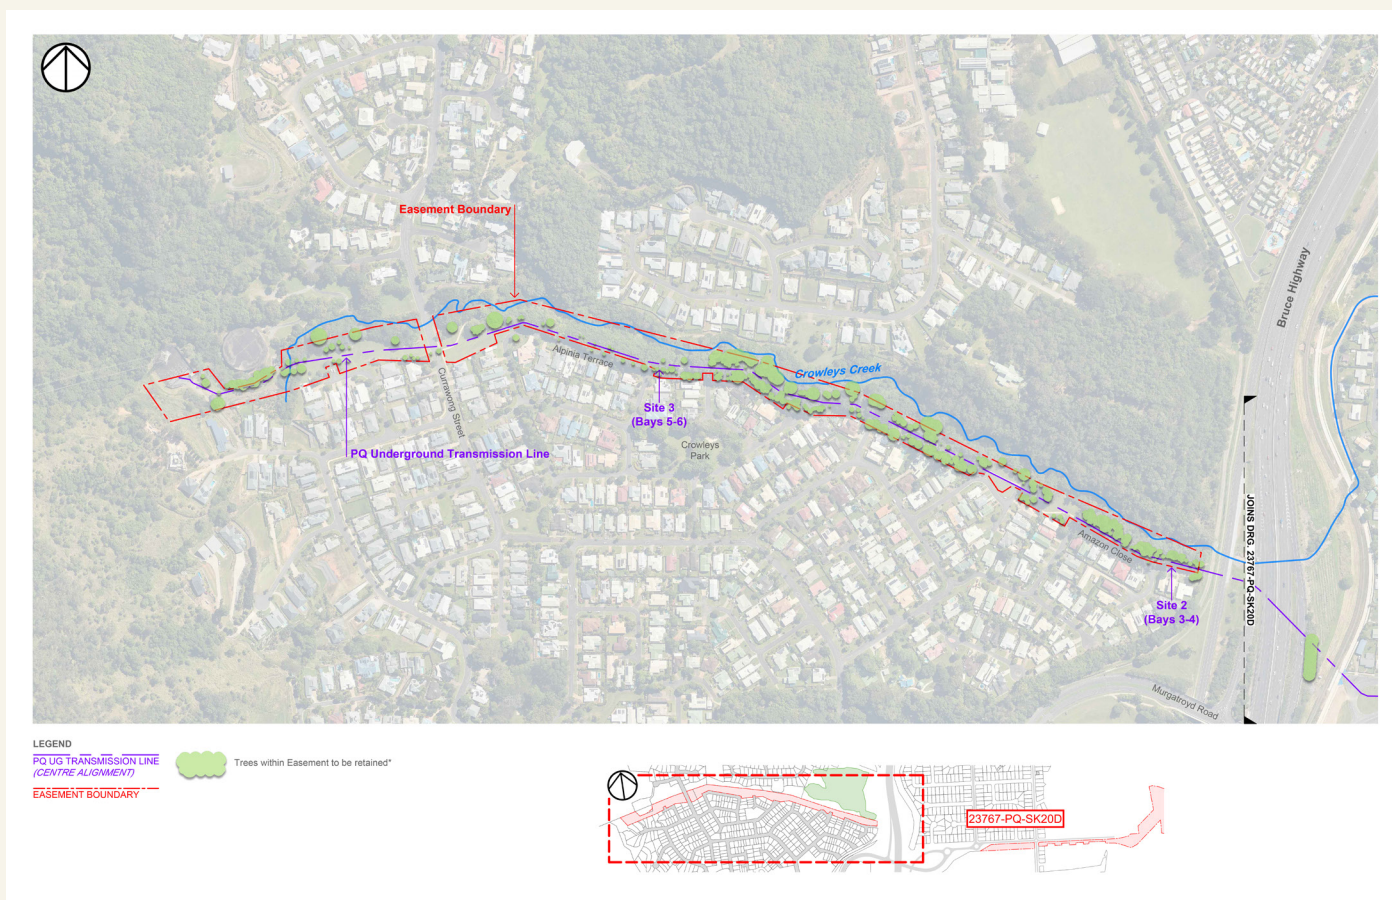 Easement Boundary
Bruce Highway
Crowleys Creek
Alpinia Terrace
Currawong Street
Site 3
(Bays 5-6)
Crowleys
Park
PQ Underground Transmission Line
Amazon Close
Site 2
(Bays 3-4)
JOINS DRG. 23767-PQ-SK20D
Murgatroyd Road
LEGEND
PQ UG TRANSMISSION LINE
(CENTRE ALIGNMENT)
EASEMENT BOUNDARY
Trees within Easement to be retained*
23767-PQ-SK20D